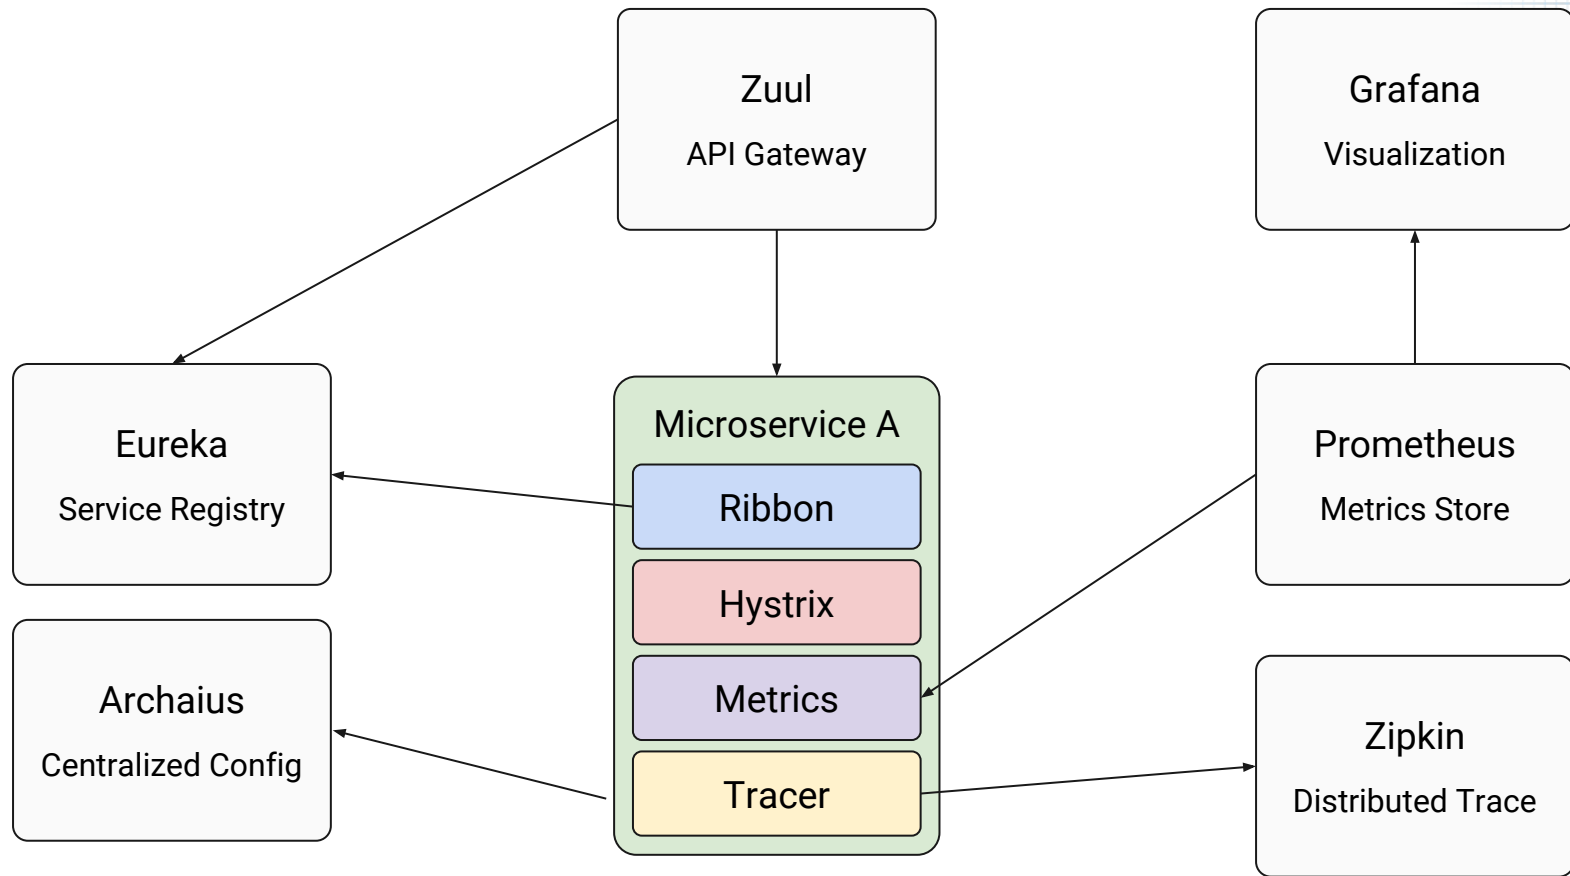 Zuul
API Gateway
Grafana
Visualization
Eureka
Service Registry
Microservice A
Ribbon
Hystrix
Metrics
Tracer
Prometheus
Metrics Store
Archaius
Centralized Config
Zipkin
Distributed Trace